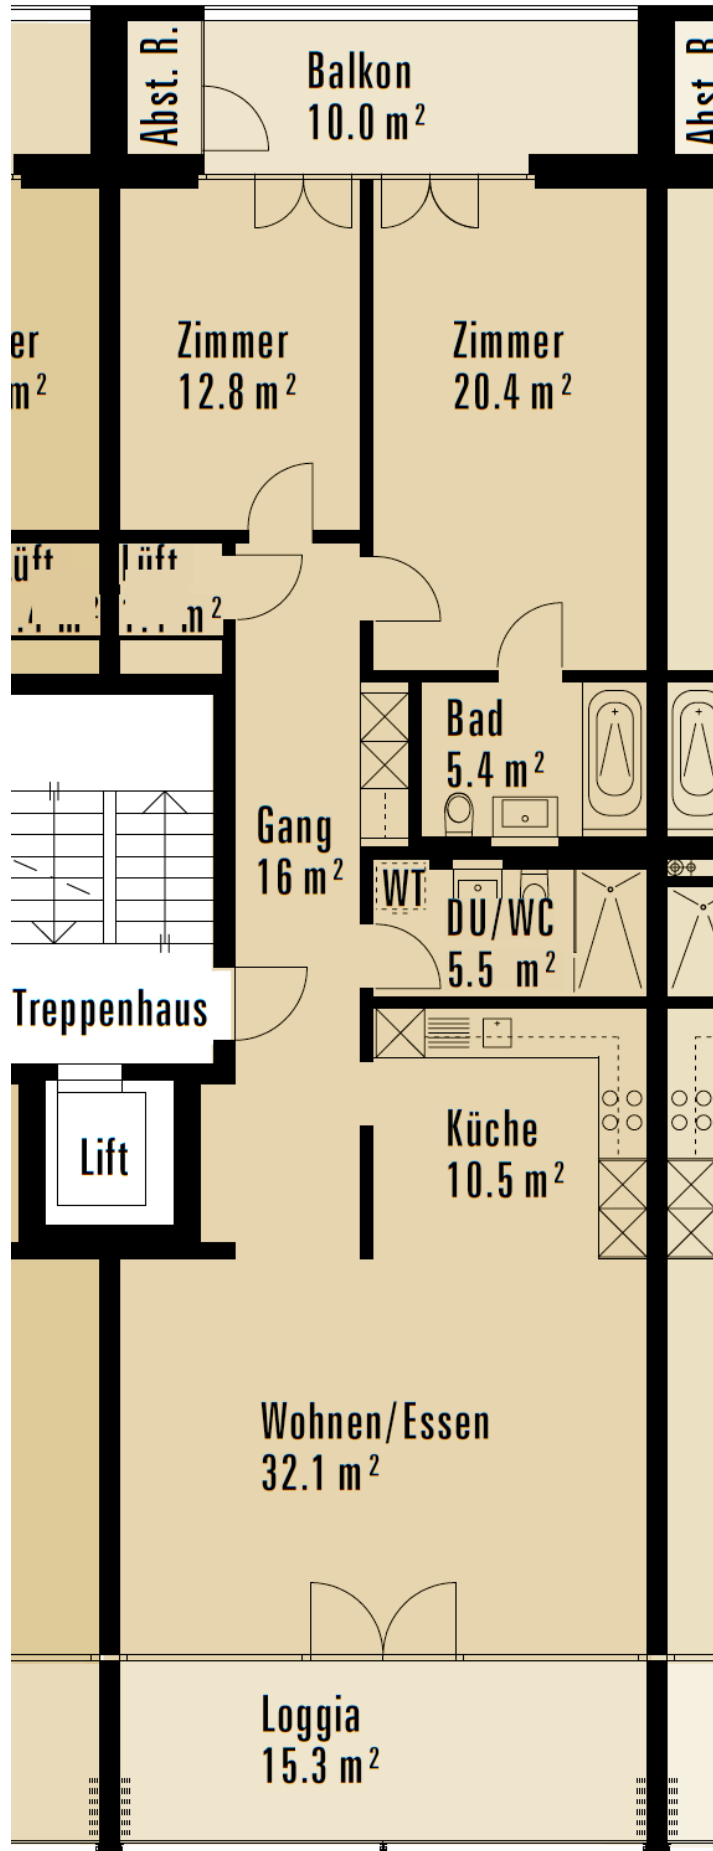 Abst. R.
Balkon
10.0 m²
Zimmer
12.8 m²
Zimmer
20.4 m²
er
m²
Bad
5.4 m²
Gang
16 m²
WT
DU/WC
5.5 m²
Treppenhaus
Lift
Küche
10.5 m²
Wohnen/Essen
32.1 m²
Loggia
15.3 m²